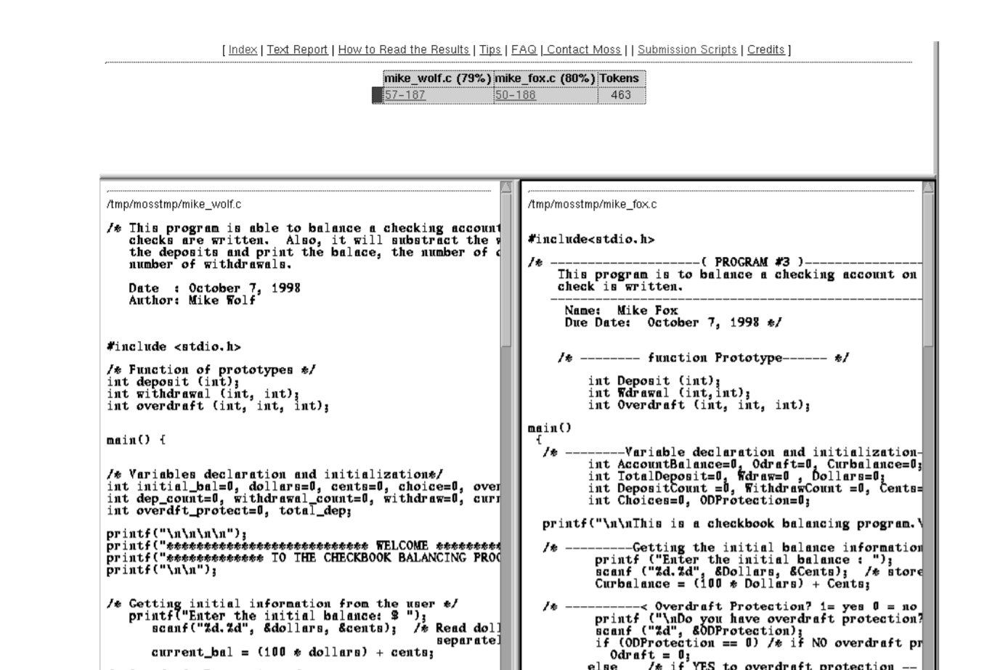 [ Index | Text Report | How to Read the Results | Tips | FAQ | Contact Moss | | Submission Scripts | Credits ]
mike_wolf.c (79%) mike_fox.c (80%) Tokens
57-187 50-188 463
/tmp/mosstmp/mike_wolf.c
/* This program is able to balance a checking account
checks are written.  Also, it will substract the w
the deposits and print the balace, the number of
number of withdrawals.
Date  : October 7, 1998
Author: Mike Wolf
#include <stdio.h>
/* Function of prototypes */
int deposit (int);
int withdrawal (int, int);
int overdraft (int, int, int);
main() {
/* Variables declaration and initialization*/
int initial_bal=0, dollars=0, cents=0, choice=0, over
int dep_count=0, withdrawal_count=0, withdraw=0, curr
int overdft_protect=0, total_dep;
printf("\n\n\n\n");
printf("*************************** WELCOME *********
printf("************* TO THE CHECKBOOK BALANCING PROG
printf("\n\n");
/* Getting initial information from the user */
printf("Enter the initial balance: $ ");
scanf("%d.%d", &dollars, &cents);  /* Read doll
separatel
current_bal = (100 * dollars) + cents;
/tmp/mosstmp/mike_fox.c
#include<stdio.h>
/* --------------------( PROGRAM #3 )----------------
This program is to balance a checking account on
check is written.
--------------------------------------------------
Name:  Mike Fox
Due Date:  October 7, 1998 */
/* -------- function Prototype------ */
int Deposit (int);
int Wdrawal (int,int);
int Overdraft (int, int, int);
main()
{
/* --------Variable declaration and initialization-
int AccountBalance=0, Odraft=0, Curbalance=0;
int TotalDeposit=0, Wdraw=0 , Dollars=0;
int DepositCount =0, WithdrawCount =0, Cents=
int Choices=0, ODProtection=0;
printf("\n\nThis is a checkbook balancing program.\
/* ---------Getting the initial balance information
printf ("Enter the initial balance : ");
scanf ("%d.%d", &Dollars, &Cents);  /* store
Curbalance = (100 * Dollars) + Cents;
/* ----------< Overdraft Protection? 1= yes 0 = no
printf ("\nDo you have overdraft protection?
scanf ("%d", &ODProtection);
if (ODProtection == 0) /* if NO overdraft pr
Odraft = 0;
else    /* if YES to overdraft protection --